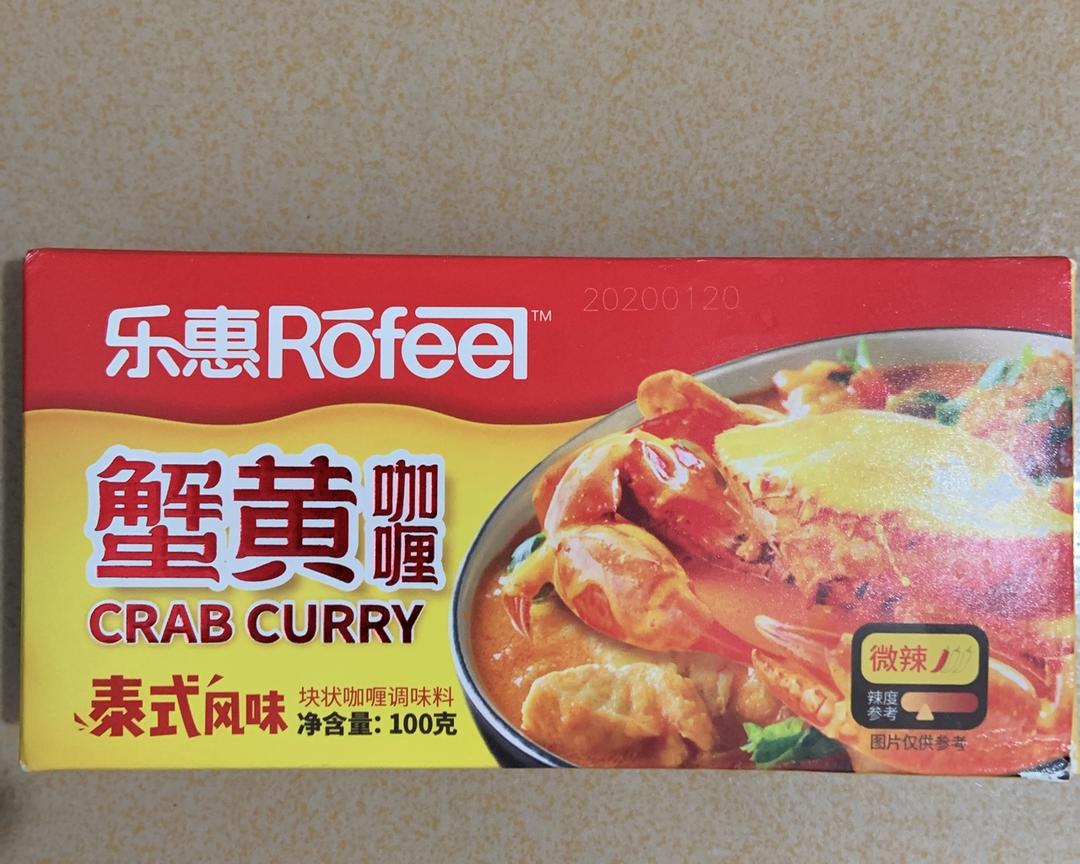 乐惠Rofeel™
20200120
蟹黄咖喱
CRAB CURRY
泰式风味
块状咖喱调味料
净含量: 100克
微辣
辣度
参考
图片仅供参考